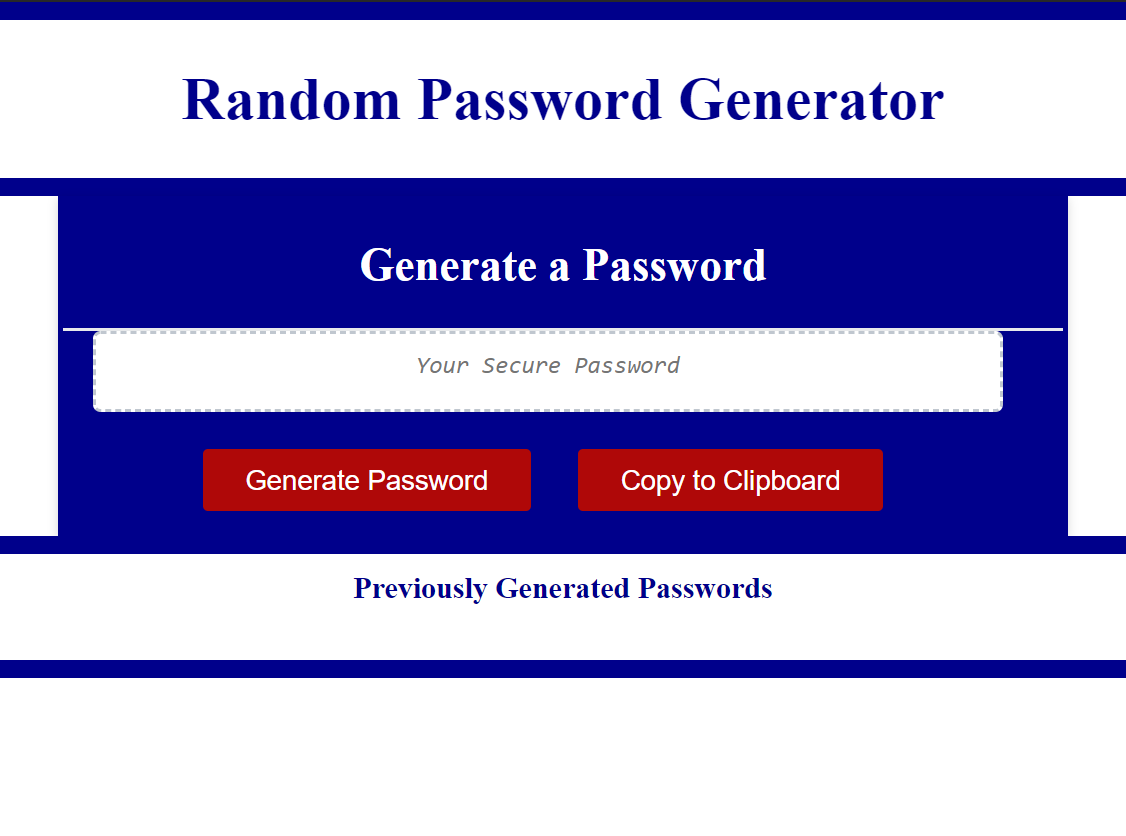 Random Password Generator
Generate a Password
Your Secure Password
Generate Password Copy to Clipboard
Previously Generated Passwords